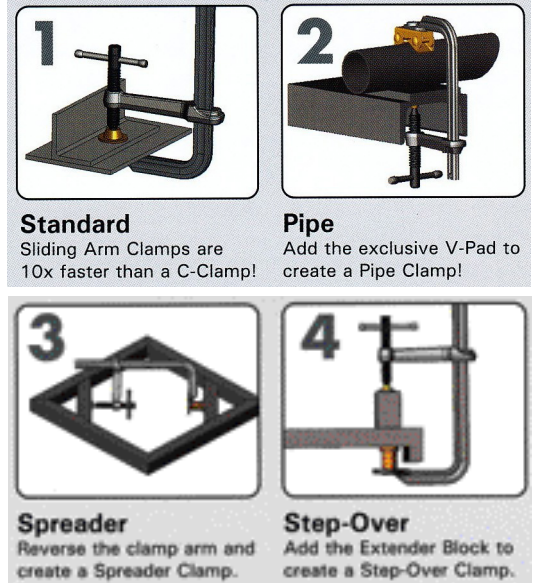 1
Standard
Sliding Arm Clamps are
10x faster than a C-Clamp!
2
Pipe
Add the exclusive V-Pad to
create a Pipe Clamp!
3
Spreader
Reverse the clamp arm and
create a Spreader Clamp.
4
Step-Over
Add the Extender Block to
create a Step-Over Clamp.